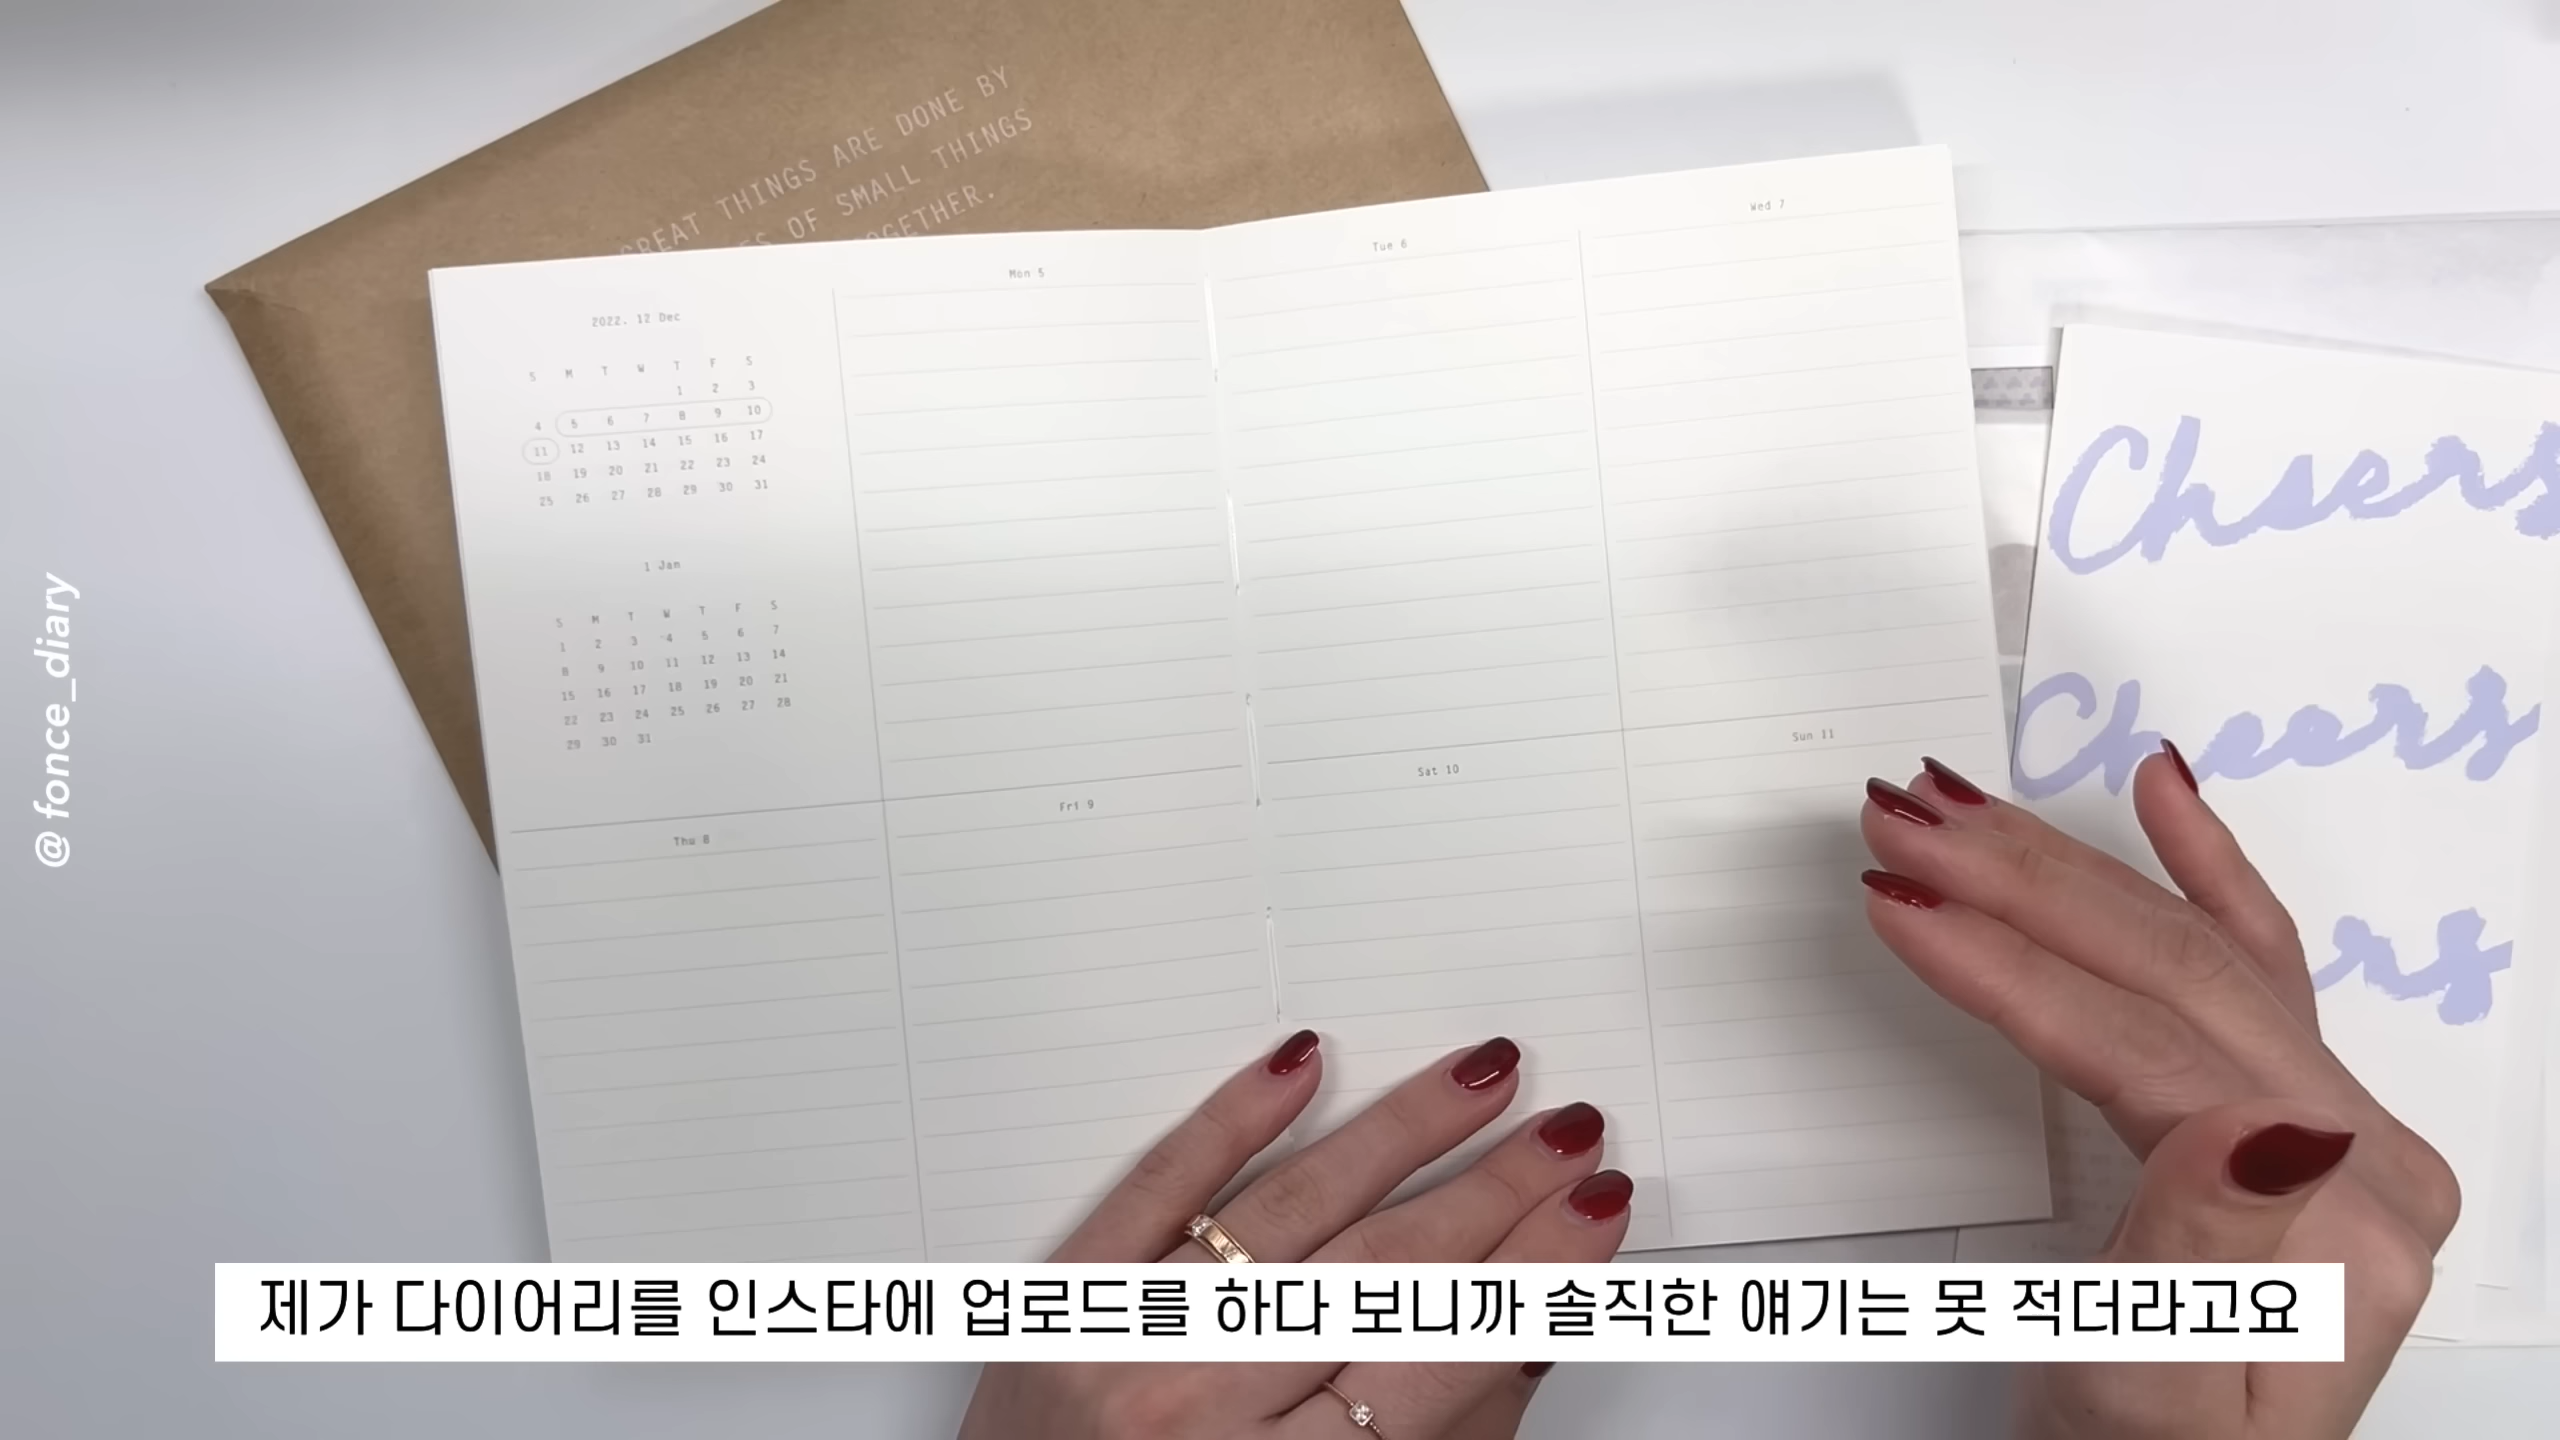 @fonce_diary
GREAT THINGS ARE DONE BY
OF SMALL THINGS
TOGETHER.
2022. 12 Dec
S M T W T F S
1 2 3
4 5 6 7 8 9 10
11 12 13 14 15 16 17
18 19 20 21 22 23 24
25 26 27 28 29 30 31
1 Jan
S M T W T F S
1 2 3 4 5 6 7
8 9 10 11 12 13 14
15 16 17 18 19 20 21
22 23 24 25 26 27 28
29 30 31
Mon 5
Tue 6
Wed 7
Thu 8
Fri 9
Sat 10
Sun 11
Cheers
Cheers
ers
제가 다이어리를 인스타에 업로드를 하다 보니까 솔직한 얘기는 못 적더라고요